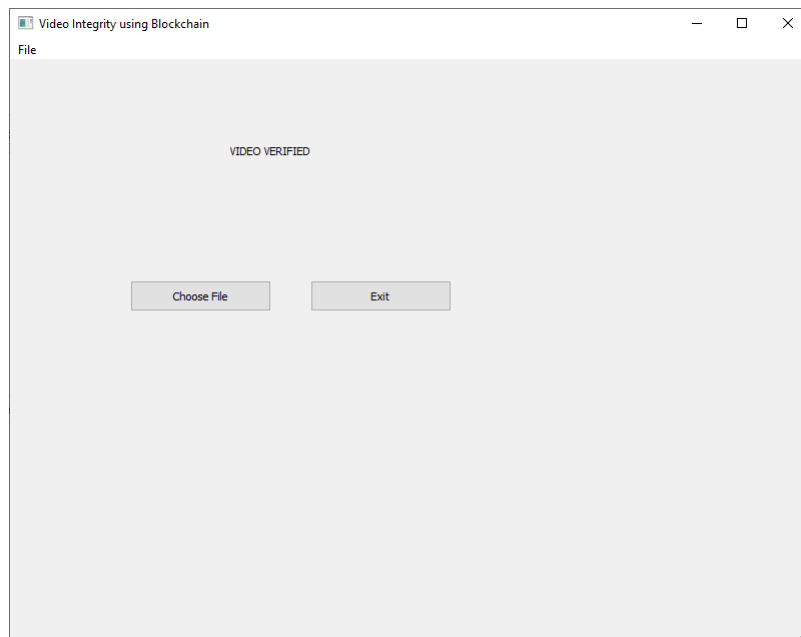 Video Integrity using Blockchain
File
VIDEO VERIFIED
Choose File
Exit